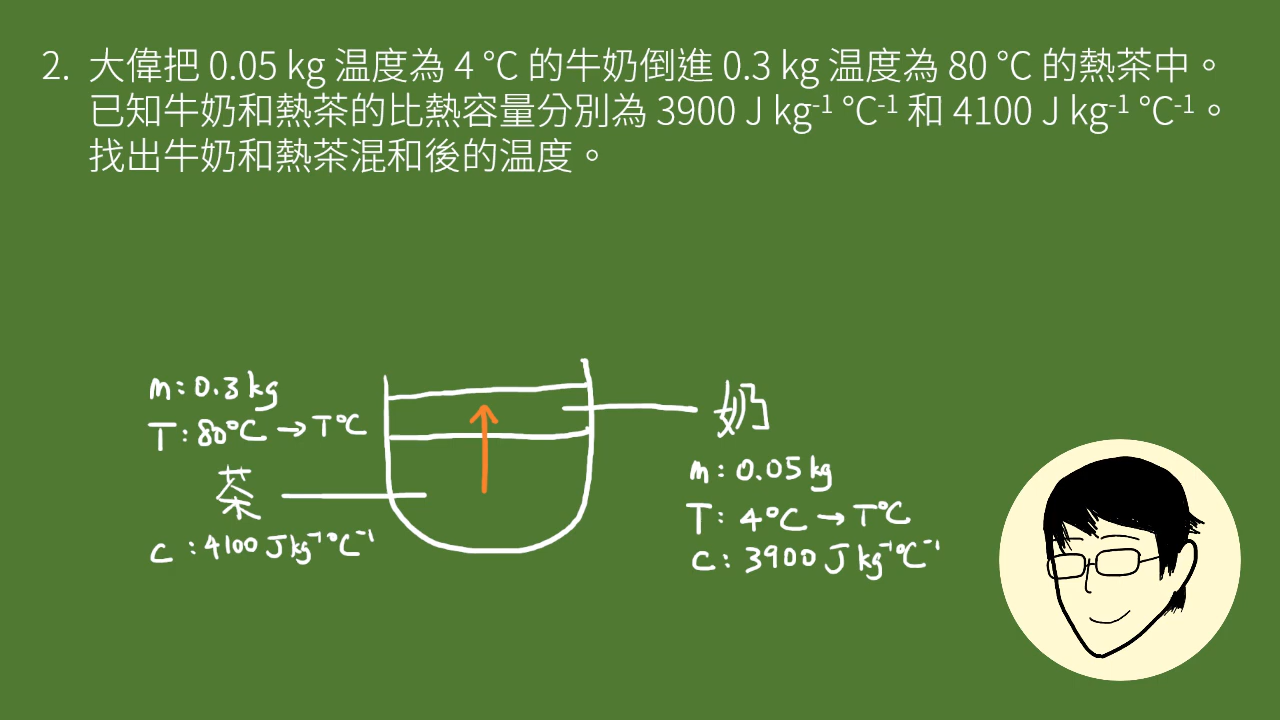 2. 大偉把 0.05 kg 温度為 4 °C 的牛奶倒進 0.3 kg 温度為 80 °C 的熱茶中。
已知牛奶和熱茶的比熱容量分別為 3900 J kg⁻¹ °C⁻¹ 和 4100 J kg⁻¹ °C⁻¹。
找出牛奶和熱茶混和後的温度。
m : 0.3 kg
T : 80°C → T°C
茶
c : 4100 J kg⁻¹ °C⁻¹
奶
m : 0.05 kg
T : 4°C → T°C
c : 3900 J kg⁻¹ °C⁻¹